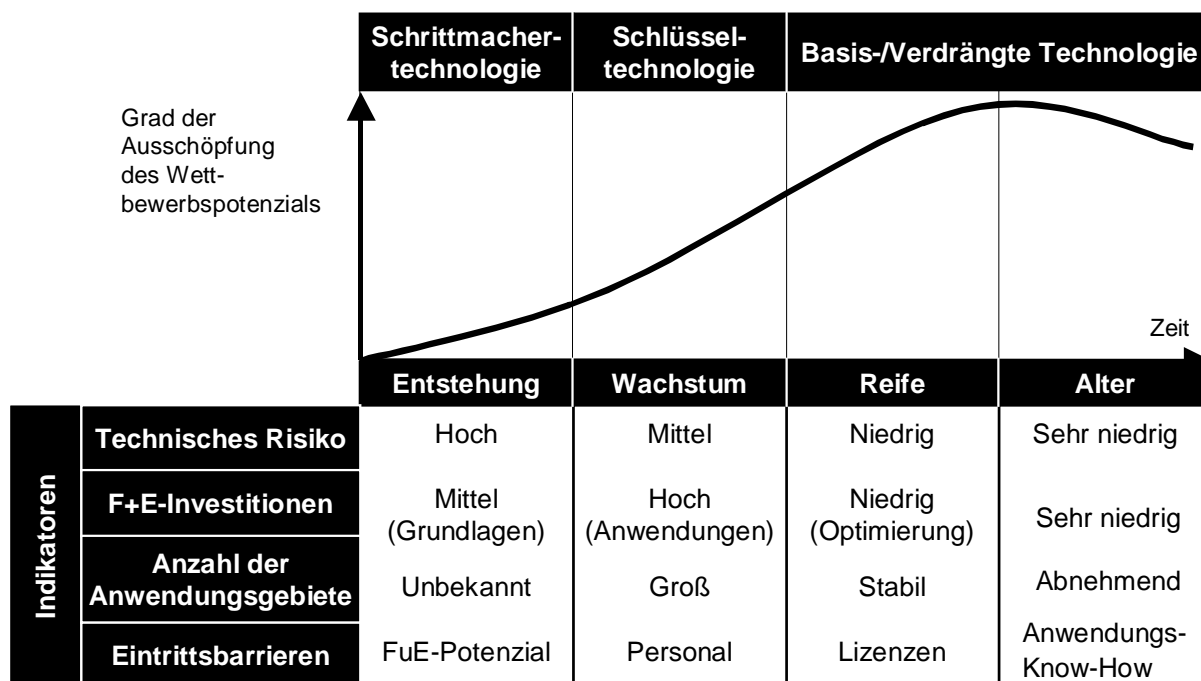 Schrittmacher-
technologie
Schlüssel-
technologie
Basis-/Verdrängte Technologie
Grad der
Ausschöpfung
des Wett-
bewerbspotenzials
Zeit
Entstehung
Wachstum
Reife
Alter
Indikatoren
Technisches Risiko
Hoch
Mittel
Niedrig
Sehr niedrig
F+E-Investitionen
Mittel
(Grundlagen)
Hoch
(Anwendungen)
Niedrig
(Optimierung)
Sehr niedrig
Anzahl der
Anwendungsgebiete
Unbekannt
Groß
Stabil
Abnehmend
Eintrittsbarrieren
FuE-Potenzial
Personal
Lizenzen
Anwendungs-
Know-How